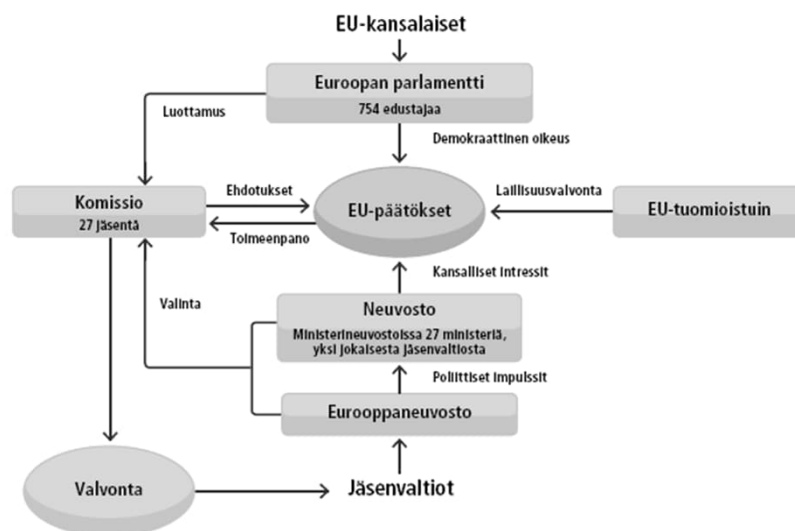 EU-kansalaiset
Euroopan parlamentti
754 edustajaa
Luottamus
Demokraattinen oikeus
Komissio
27 jäsentä
Ehdotukset
Toimeenpano
EU-päätökset
Laillisuusvalvonta
EU-tuomioistuin
Kansalliset intressit
Valinta
Neuvosto
Ministerineuvostoissa 27 ministeriä,
yksi jokaisesta jäsenvaltiosta
Poliittiset impulssit
Eurooppaneuvosto
Valvonta
Jäsenvaltiot